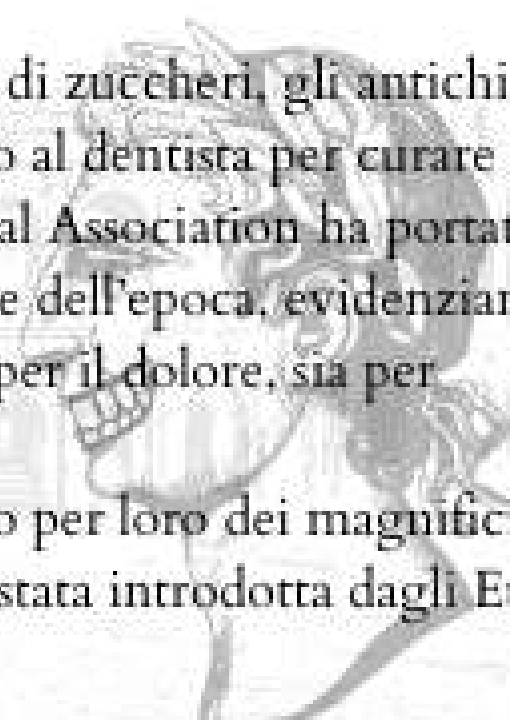 di zuccheri, gli antichi
o al dentista per curare
al Association ha portat
e dell'epoca, evidenzian
per il dolore, sia per
o per loro dei magnific
stata introdotta dagli E